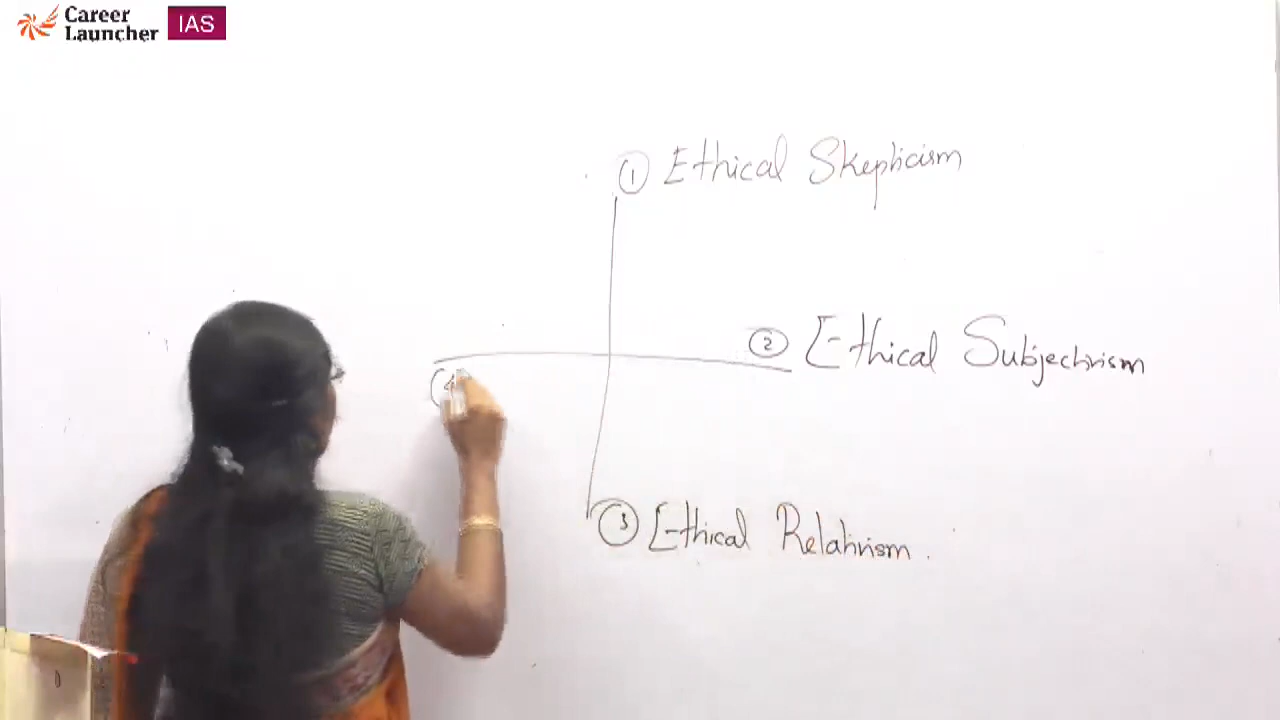 Career
Launcher
IAS
① Ethical Skepticism
② Ethical Subjectivism
③ Ethical Relativism.